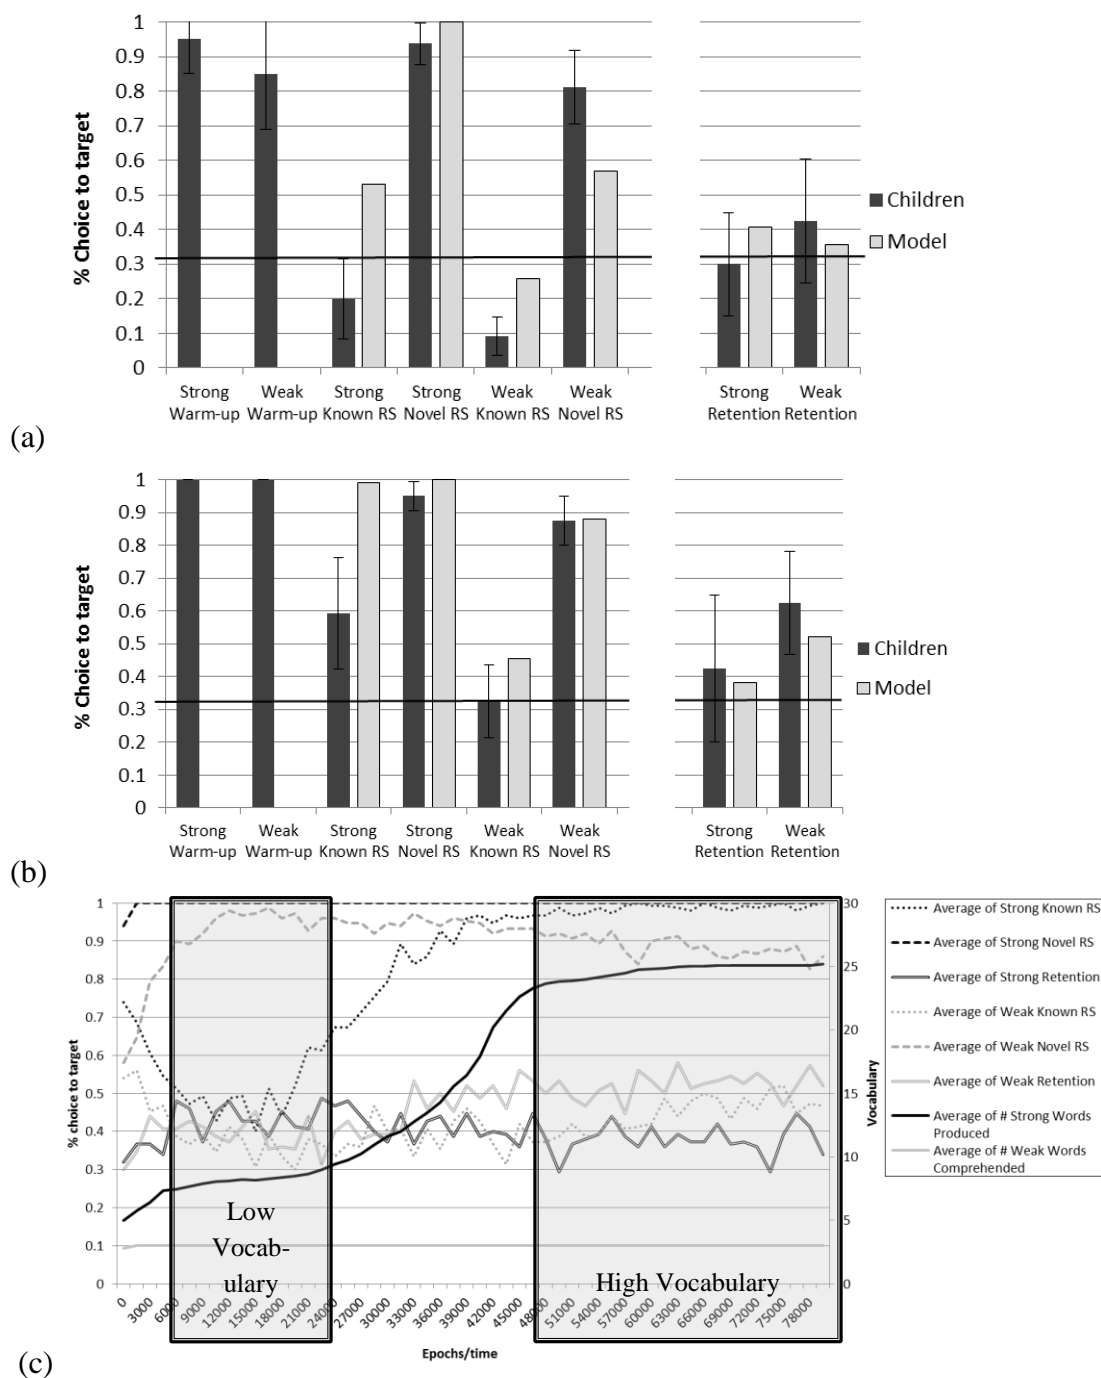 1
0.9
0.8
0.7
0.6
0.5
0.4
0.3
0.2
0.1
0
% Choice to target
Strong Warm-up
Weak Warm-up
Strong Known RS
Strong Novel RS
Weak Known RS
Weak Novel RS
Strong Retention
Weak Retention
Children
Model
(a)
1
0.9
0.8
0.7
0.6
0.5
0.4
0.3
0.2
0.1
0
% Choice to target
Strong Warm-up
Weak Warm-up
Strong Known RS
Strong Novel RS
Weak Known RS
Weak Novel RS
Strong Retention
Weak Retention
Children
Model
(b)
1
0.9
0.8
0.7
0.6
0.5
0.4
0.3
0.2
0.1
0
% choice to target
30
25
20
15
10
5
0
Vocabulary
Low
Vocab-
ulary
High Vocabulary
0
3000
6000
9000
12000
15000
18000
21000
24000
27000
30000
33000
36000
39000
42000
45000
48000
51000
54000
57000
60000
63000
66000
69000
72000
75000
78000
Epochs/time
Average of Strong Known RS
Average of Strong Novel RS
Average of Strong Retention
Average of Weak Known RS
Average of Weak Novel RS
Average of Weak Retention
Average of # Strong Words
Produced
Average of # Weak Words
Comprehended
(c)